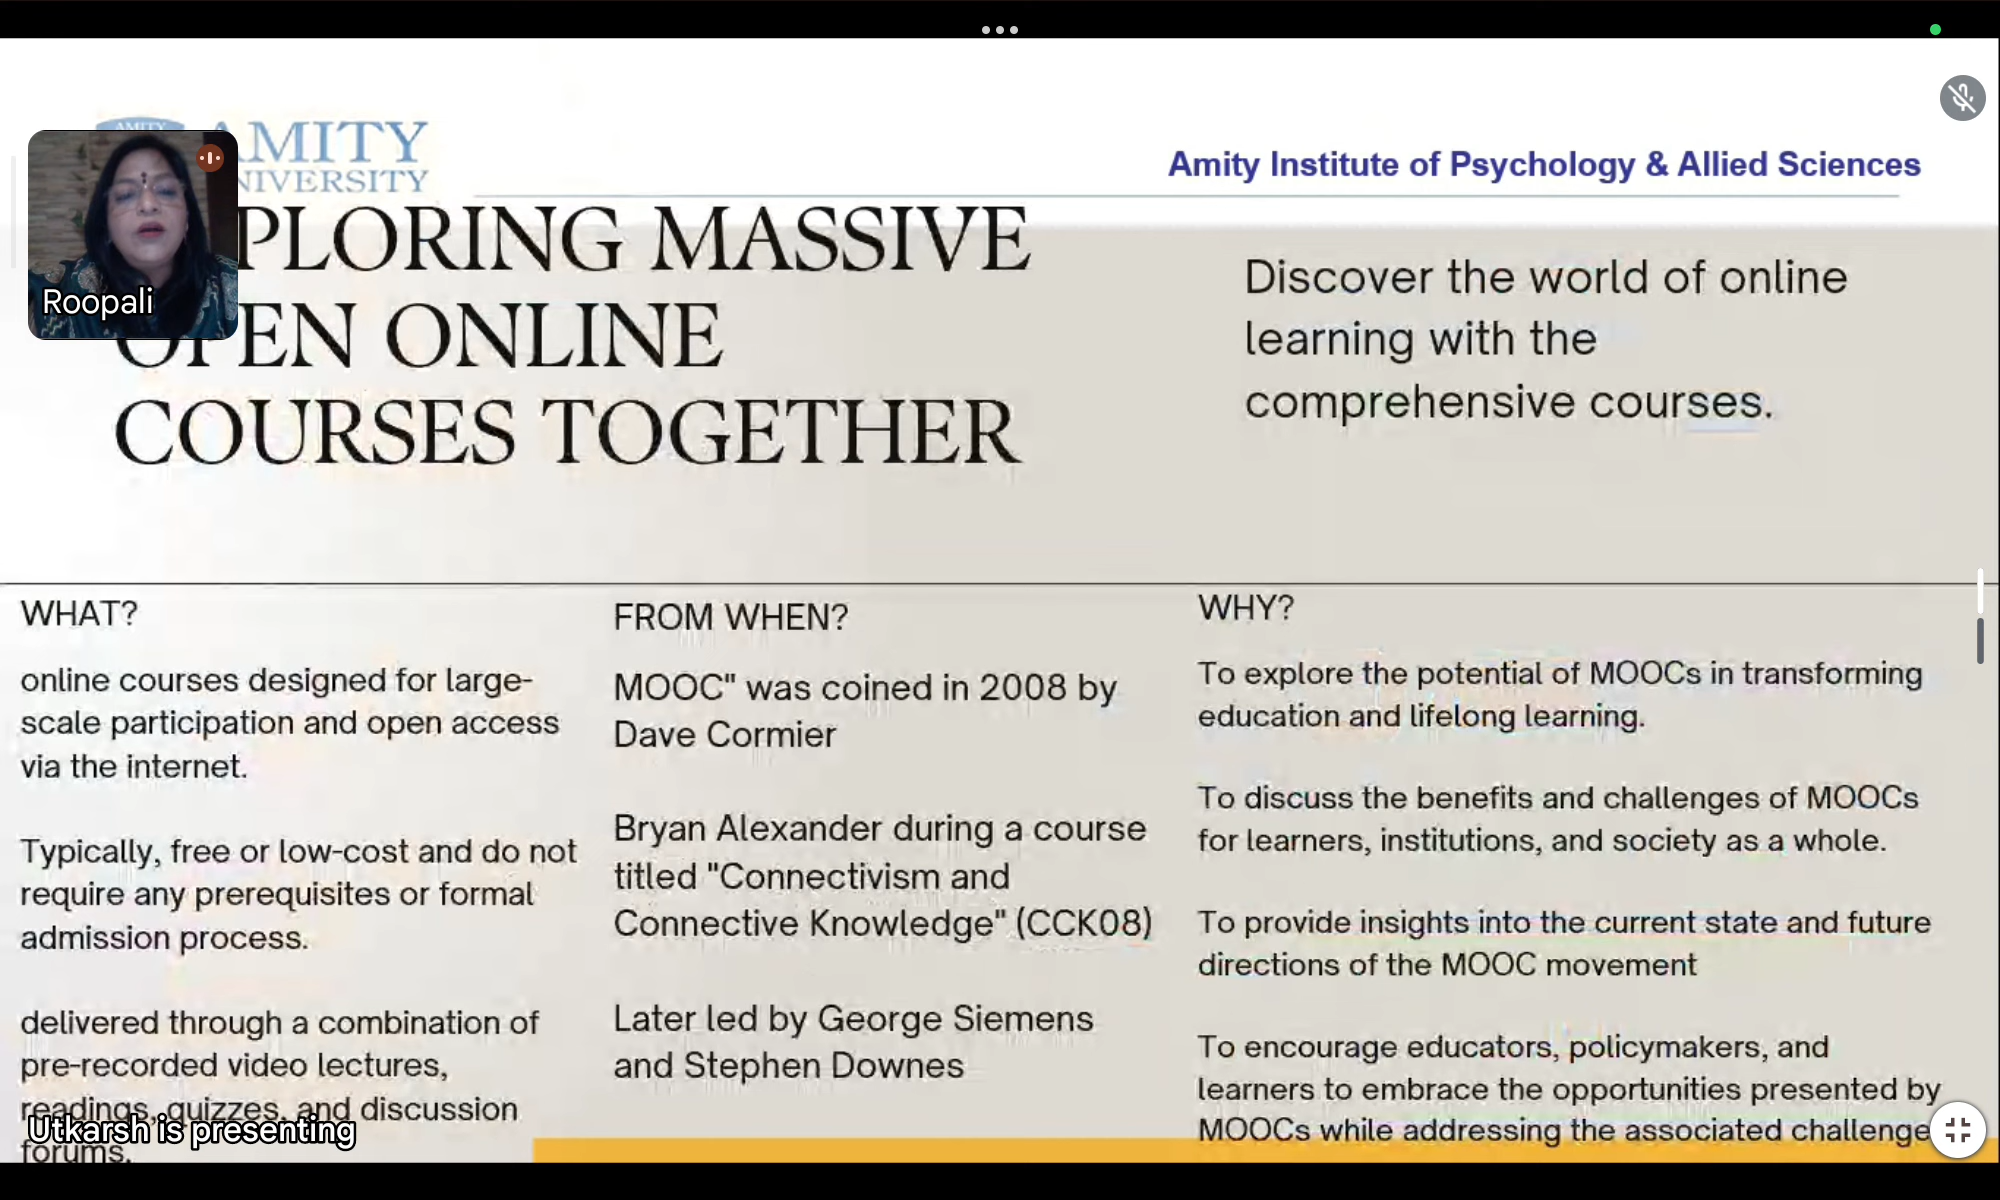 AMITY
AMITY
NIVERSITY
Amity Institute of Psychology & Allied Sciences
PLORING MASSIVE
OPEN ONLINE
COURSES TOGETHER
Roopali
Discover the world of online
learning with the
comprehensive courses.
WHAT?
online courses designed for large-
scale participation and open access
via the internet.
Typically, free or low-cost and do not
require any prerequisites or formal
admission process.
delivered through a combination of
pre-recorded video lectures,
readings, quizzes, and discussion
forums.
Utkarsh is presenting
FROM WHEN?
MOOC" was coined in 2008 by
Dave Cormier
Bryan Alexander during a course
titled "Connectivism and
Connective Knowledge" (CCK08)
Later led by George Siemens
and Stephen Downes
WHY?
To explore the potential of MOOCs in transforming
education and lifelong learning.
To discuss the benefits and challenges of MOOCs
for learners, institutions, and society as a whole.
To provide insights into the current state and future
directions of the MOOC movement
To encourage educators, policymakers, and
learners to embrace the opportunities presented by
MOOCs while addressing the associated challenge